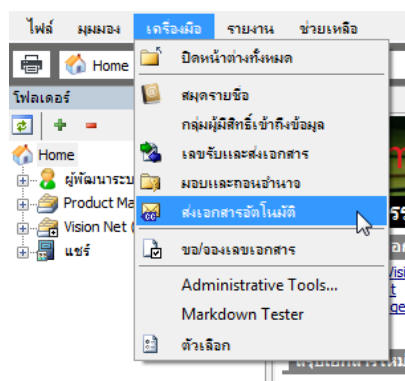 ไฟล์ มุมมอง เครื่องมือ รายงาน ช่วยเหลือ
Home
ปิดหน้าต่างทั้งหมด
โฟลเดอร์
สมุดรายชื่อ
กลุ่มผู้มีสิทธิ์เข้าถึงข้อมูล
Home
เลขรับและส่งเอกสาร
ผู้พัฒนาระบ
มอบและถอนอำนาจ
Product Ma
ส่งเอกสารอัตโนมัติ
Vision Net (
แชร์
ขอ/จองเลขเอกสาร
Administrative Tools...
Markdown Tester
ตัวเลือก